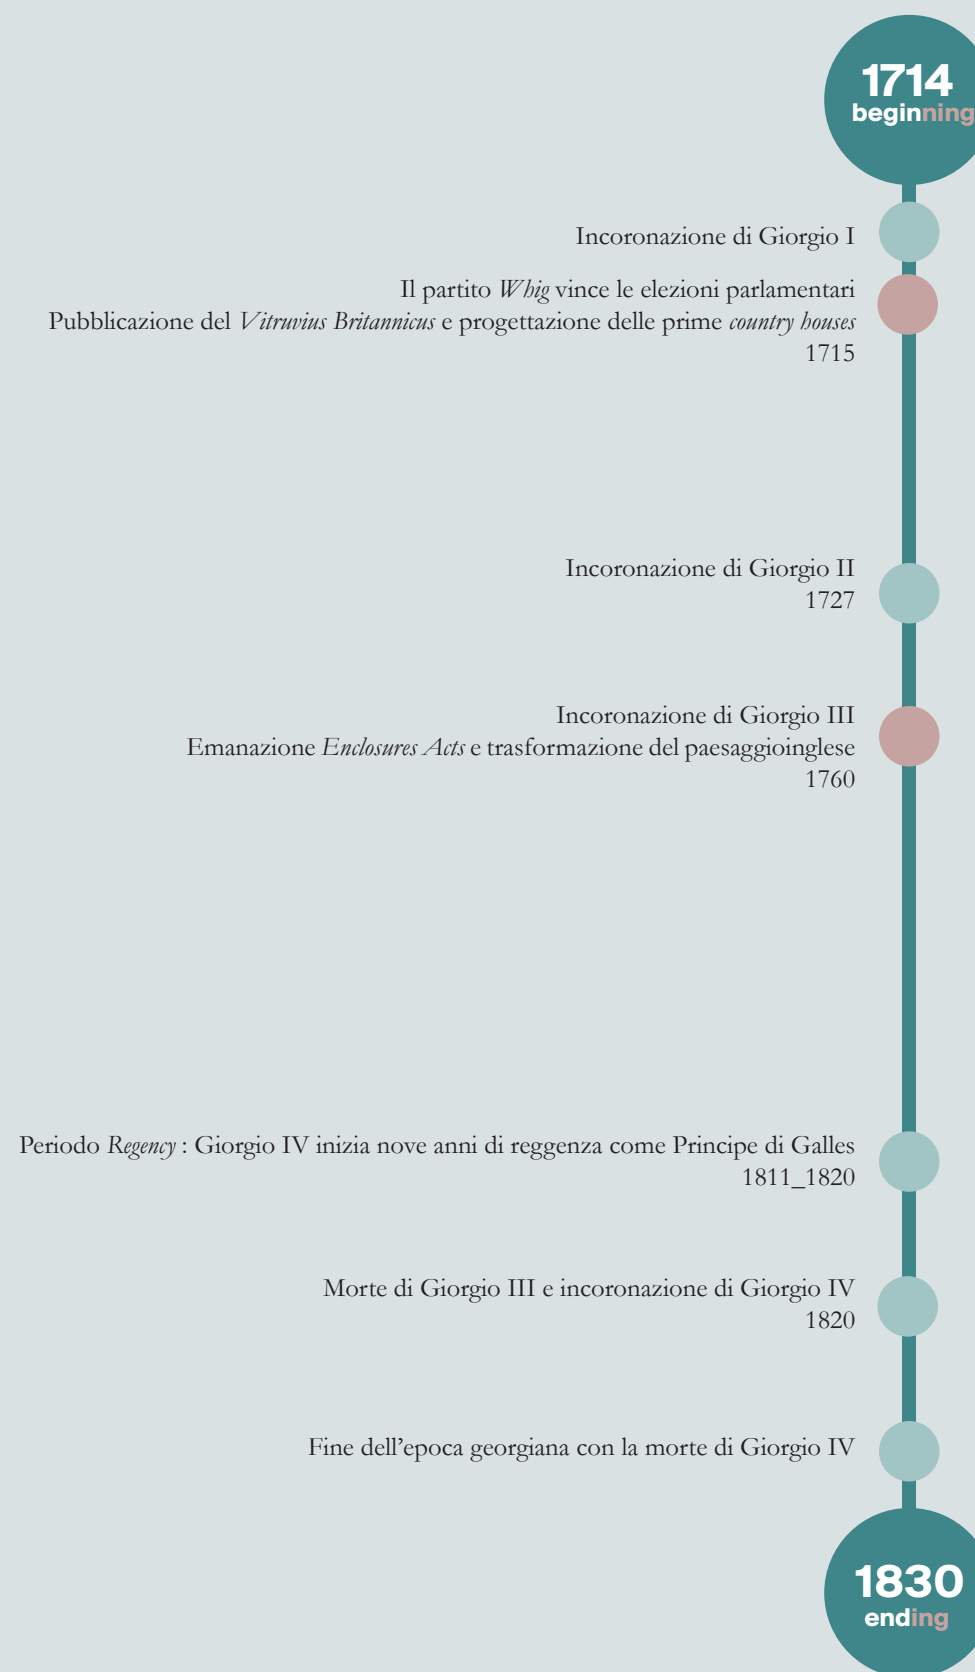 1714
beginning
Incoronazione di Giorgio I
Il partito Whig vince le elezioni parlamentari
Pubblicazione del Vitruvius Britannicus e progettazione delle prime country houses
1715
Incoronazione di Giorgio II
1727
Incoronazione di Giorgio III
Emanazione Enclosures Acts e trasformazione del paesaggioinglese
1760
Periodo Regency : Giorgio IV inizia nove anni di reggenza come Principe di Galles
1811_1820
Morte di Giorgio III e incoronazione di Giorgio IV
1820
Fine dell’epoca georgiana con la morte di Giorgio IV
1830
ending